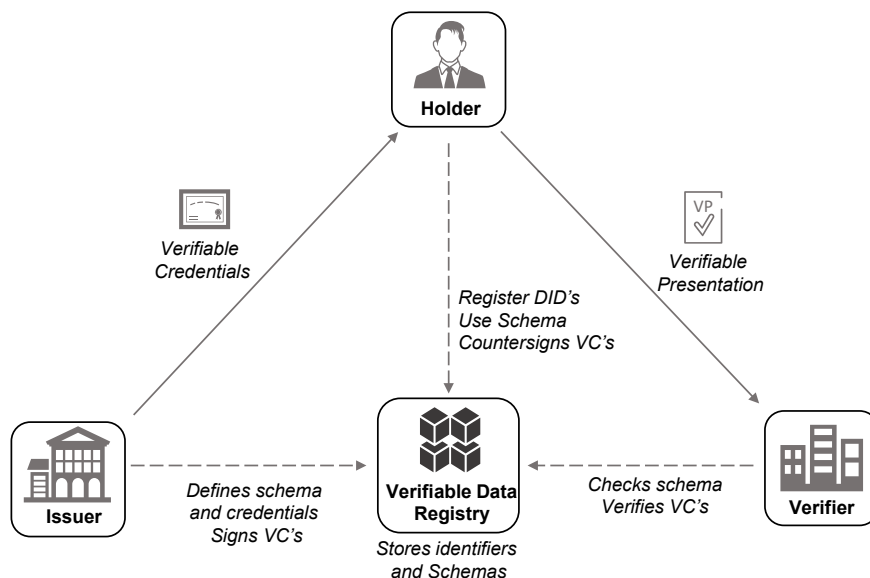 Holder
VP
Verifiable
Credentials
Verifiable
Presentation
Register DID's
Use Schema
Countersigns VC's
Issuer
Defines schema
and credentials
Signs VC's
Verifiable Data
Registry
Stores identifiers
and Schemas
Checks schema
Verifies VC's
Verifier